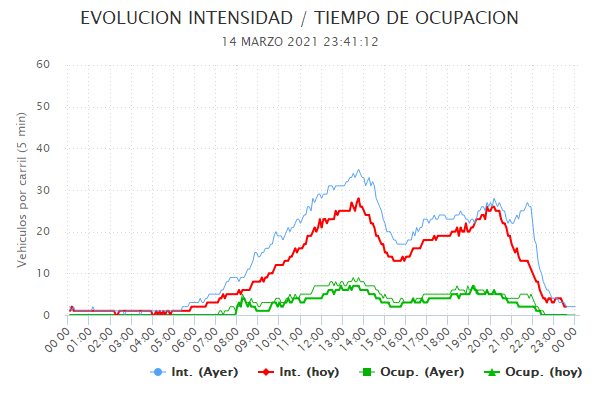 EVOLUCION INTENSIDAD / TIEMPO DE OCUPACION
14 MARZO 2021 23:41:12
Vehiculos por carril (5 min)
60
50
40
30
20
10
0
00:00 01:00 02:00 03:00 04:00 05:00 06:00 07:00 08:00 09:00 10:00 11:00 12:00 13:00 14:00 15:00 16:00 17:00 18:00 19:00 20:00 21:00 22:00 23:00 00:00
Int. (Ayer) Int. (hoy) Ocup. (Ayer) Ocup. (hoy)